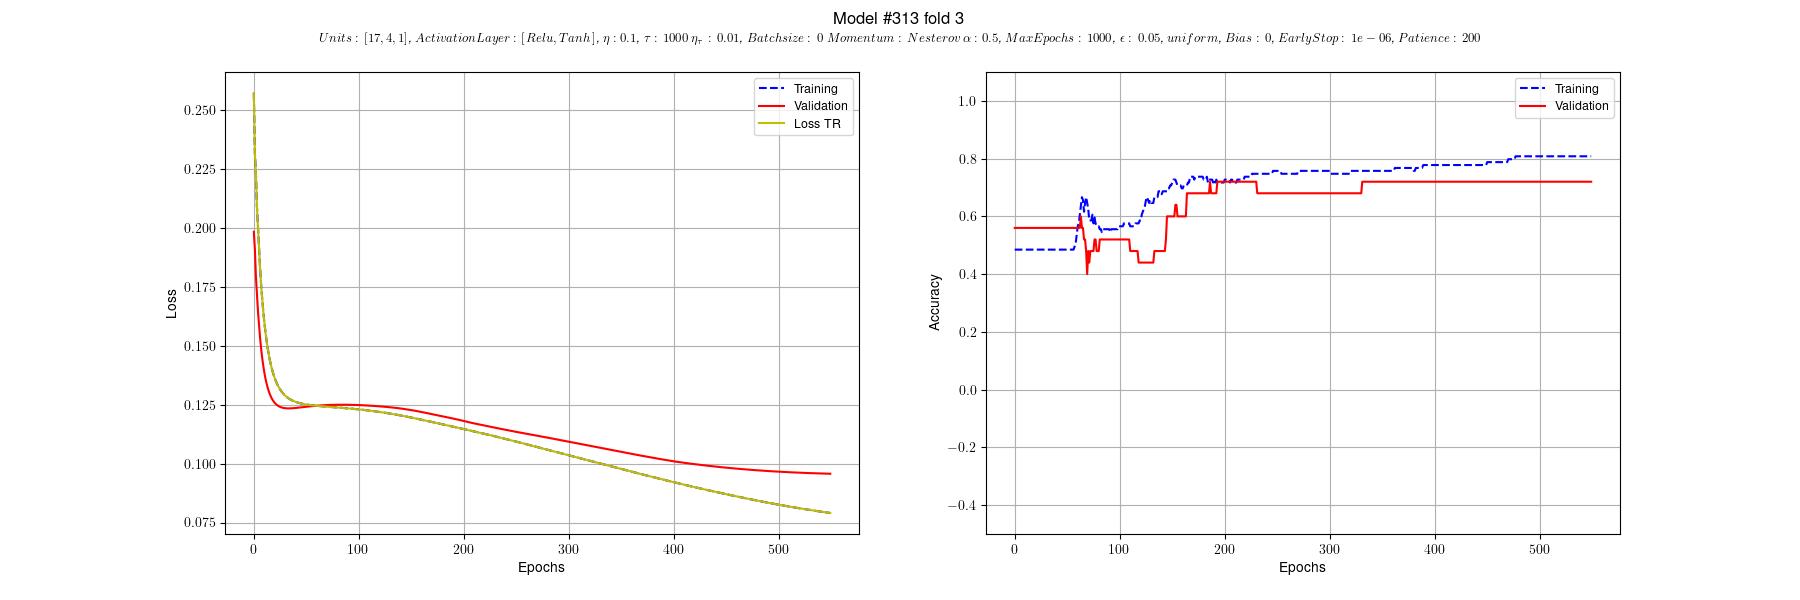 Model #313 fold 3
Units : [17, 4, 1], ActivationLayer : [Relu, Tanh], η : 0.1, τ : 1000 ητ : 0.01, Batchsize : 0 Momentum : Nesterov α : 0.5, MaxEpochs : 1000, ϵ : 0.05, uniform, Bias : 0, EarlyStop : 1e − 06, Patience : 200
Training
Validation
Loss TR
0.250
0.225
0.200
0.175
0.150
0.125
0.100
0.075
Loss
0 100 200 300 400 500
Epochs
Training
Validation
1.0
0.8
0.6
0.4
0.2
0.0
−0.2
−0.4
Accuracy
0 100 200 300 400 500
Epochs